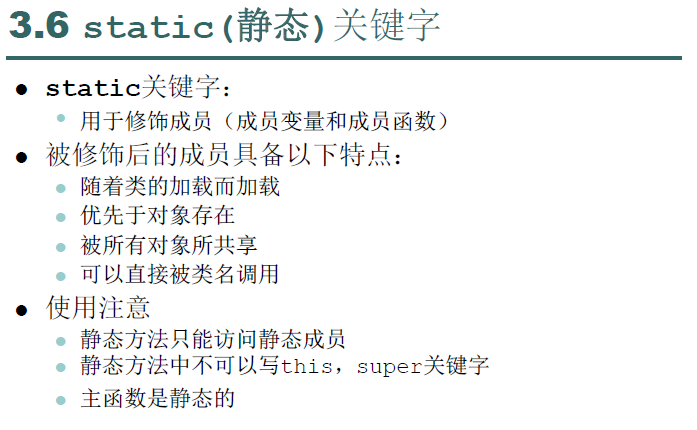 3.6 static(静态)关键字
static关键字：
用于修饰成员（成员变量和成员函数）
被修饰后的成员具备以下特点：
随着类的加载而加载
优先于对象存在
被所有对象所共享
可以直接被类名调用
使用注意
静态方法只能访问静态成员
静态方法中不可以写this，super关键字
主函数是静态的